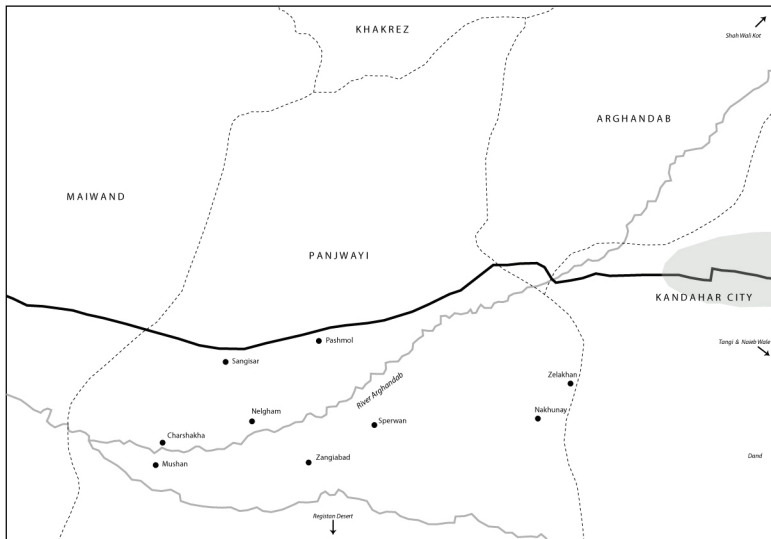 KHAKREZ
Shah Wali Kot
ARGHANDAB
MAIWAND
PANJWAYI
KANDAHAR CITY
Pashmol
Tangi & Nawb Wale
Sangisar
River Arghandab
Zelakhan
Nelgham
Nakhunay
Sperwan
Charshakha
Zangiabad
Dand
Mushan
Registan Desert